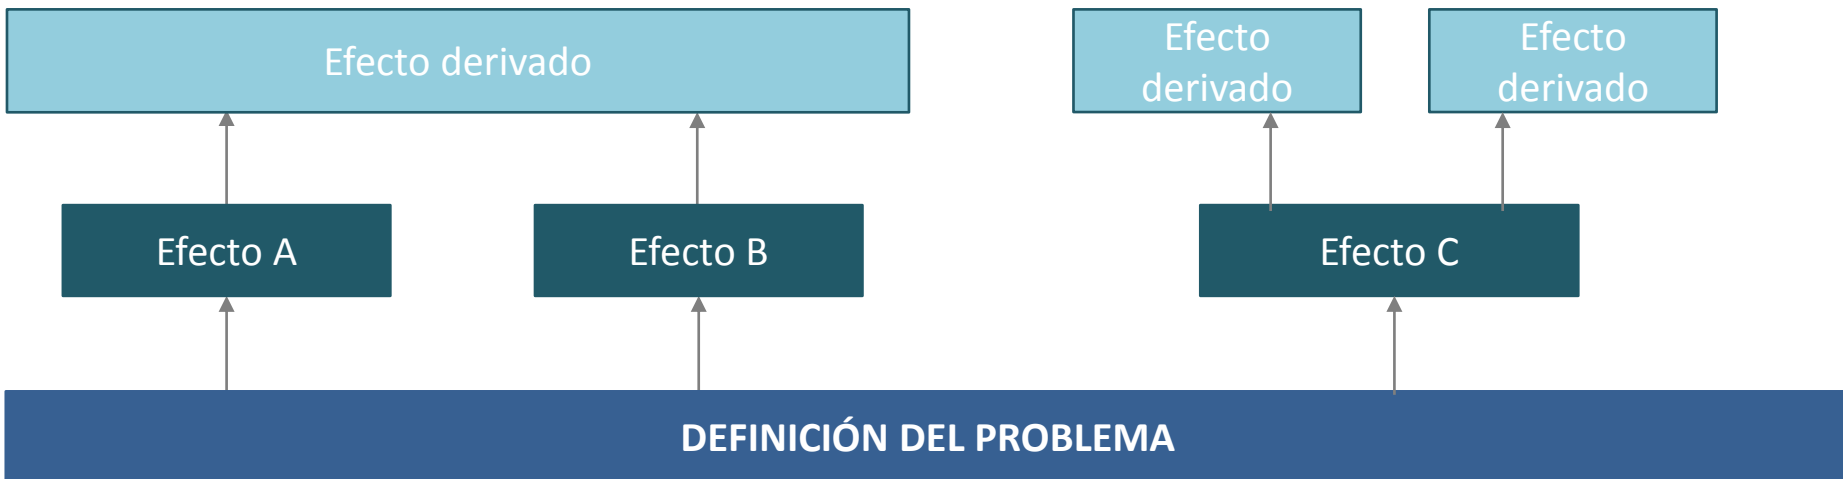 Efecto derivado
Efecto
derivado
Efecto
derivado
Efecto A
Efecto B
Efecto C
DEFINICIÓN DEL PROBLEMA